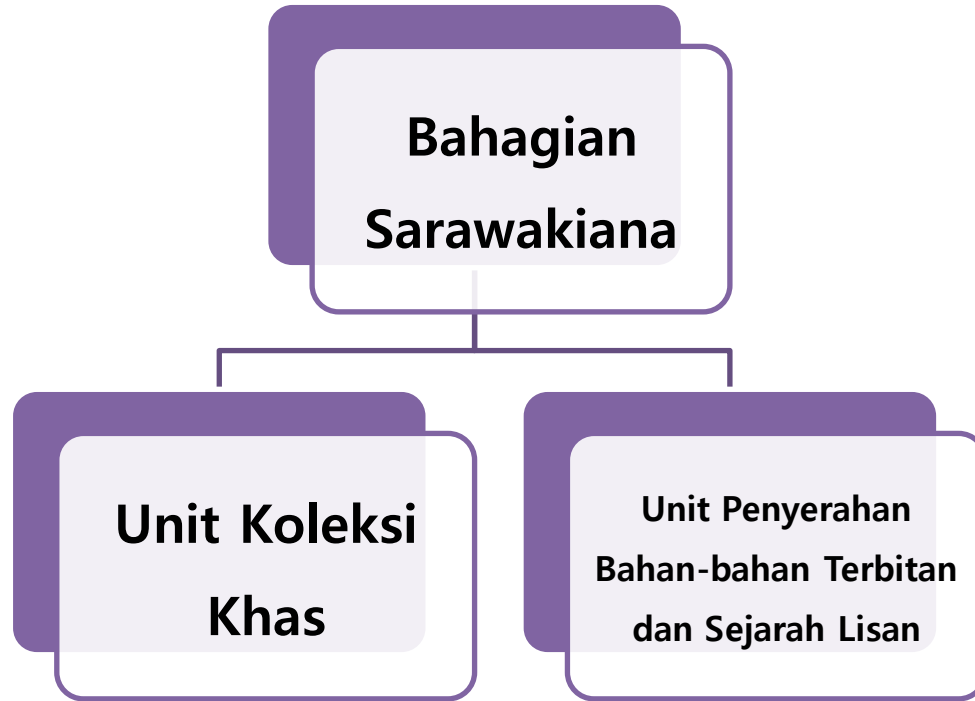 Bahagian
Sarawakiana
Unit Koleksi
Khas
Unit Penyerahan
Bahan-bahan Terbitan
dan Sejarah Lisan